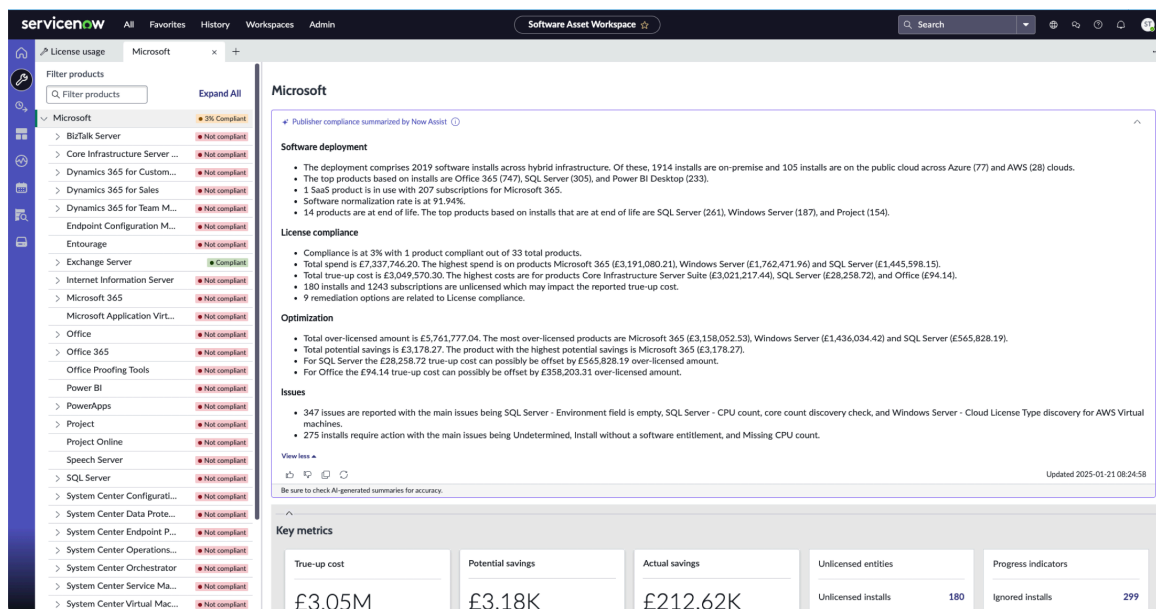 servicenow All Favorites History Workspaces Admin Software Asset Workspace Search ST
License usage Microsoft × +
Filter products
Filter products Expand All
Microsoft 3% Compliant
BizTalk Server Not compliant
Core Infrastructure Server ... Not compliant
Dynamics 365 for Custom... Not compliant
Dynamics 365 for Sales Not compliant
Dynamics 365 for Team M... Not compliant
Endpoint Configuration M... Not compliant
Entourage Not compliant
Exchange Server Compliant
Internet Information Server Not compliant
Microsoft 365 Not compliant
Microsoft Application Virt... Not compliant
Office Not compliant
Office 365 Not compliant
Office Proofing Tools Not compliant
Power BI Not compliant
PowerApps Not compliant
Project Not compliant
Project Online Not compliant
Speech Server Not compliant
SQL Server Not compliant
System Center Configurati... Not compliant
System Center Data Prote... Not compliant
System Center Endpoint P... Not compliant
System Center Operations... Not compliant
System Center Orchestrator Not compliant
System Center Service Ma... Not compliant
System Center Virtual Mac... Not compliant
Microsoft
Publisher compliance summarized by Now Assist
Software deployment
• The deployment comprises 2019 software installs across hybrid infrastructure. Of these, 1914 installs are on-premise and 105 installs are on the public cloud across Azure (77) and AWS (28) clouds.
• The top products based on installs are Office 365 (747), SQL Server (305), and Power BI Desktop (233).
• 1 SaaS product is in use with 207 subscriptions for Microsoft 365.
• Software normalization rate is at 91.94%.
• 14 products are at end of life. The top products based on installs that are at end of life are SQL Server (261), Windows Server (187), and Project (154).
License compliance
• Compliance is at 3% with 1 product compliant out of 33 total products.
• Total spend is £7,337,746.20. The highest spend is on products Microsoft 365 (£3,191,080.21), Windows Server (£1,762,471.96) and SQL Server (£1,445,598.15).
• Total true-up cost is £3,049,570.30. The highest costs are for products Core Infrastructure Server Suite (£3,021,217.44), SQL Server (£28,258.72), and Office (£94.14).
• 180 installs and 1243 subscriptions are unlicensed which may impact the reported true-up cost.
• 9 remediation options are related to License compliance.
Optimization
• Total over-licensed amount is £5,761,777.04. The most over-licensed products are Microsoft 365 (£3,158,052.53), Windows Server (£1,436,034.42) and SQL Server (£565,828.19).
• Total potential savings is £3,178.27. The product with the highest potential savings is Microsoft 365 (£3,178.27).
• For SQL Server the £28,258.72 true-up cost can possibly be offset by £565,828.19 over-licensed amount.
• For Office the £94.14 true-up cost can possibly be offset by £358,203.31 over-licensed amount.
Issues
• 347 issues are reported with the main issues being SQL Server - Environment field is empty, SQL Server - CPU count, core count discovery check, and Windows Server - Cloud License Type discovery for AWS Virtual
machines.
• 275 installs require action with the main issues being Undetermined, Install without a software entitlement, and Missing CPU count.
View less
Updated 2025-01-21 08:24:58
Be sure to check AI-generated summaries for accuracy.
Key metrics
True-up cost Potential savings Actual savings Unlicensed entities Progress indicators
£3.05M £3.18K £212.62K Unlicensed installs 180 Ignored installs 299